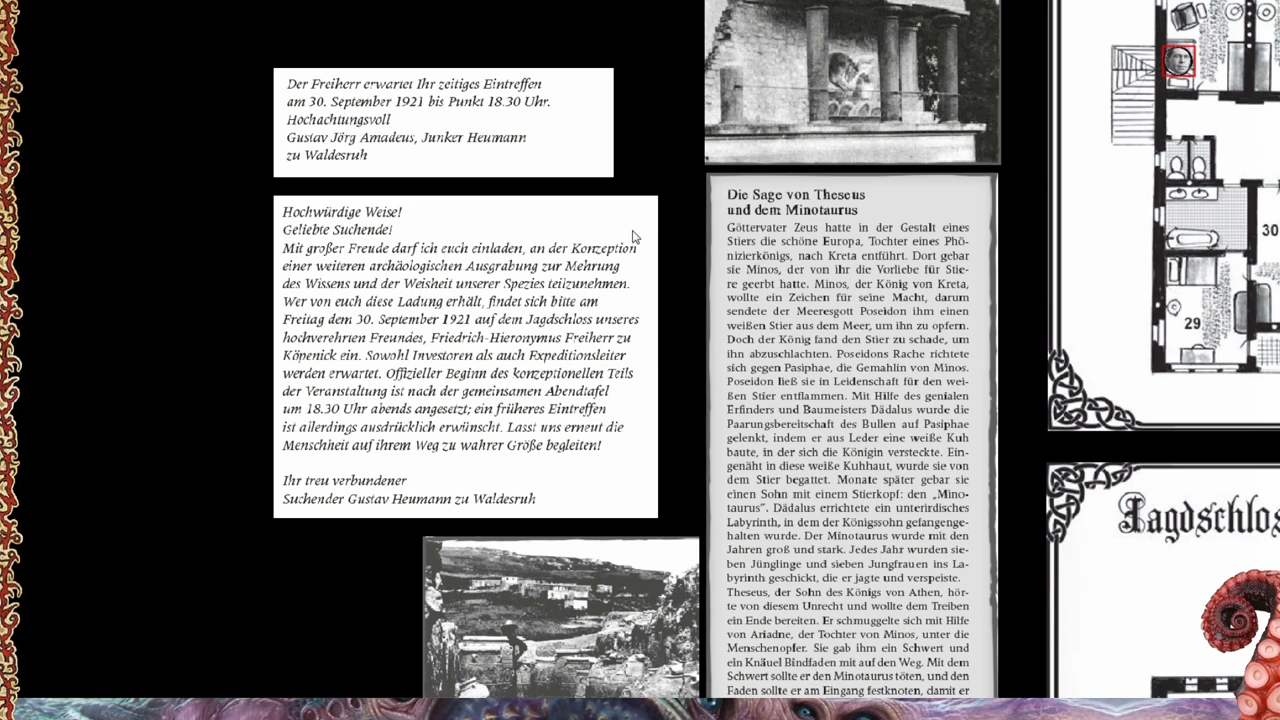 Der Freiherr erwartet Ihr zeitiges Eintreffen
am 30. September 1921 bis Punkt 18.30 Uhr.
Hochachtungsvoll
Gustav Jörg Amadeus, Junker Heumann
zu Waldesruh
Hochwürdige Weise!
Geliebte Suchende!
Mit großer Freude darf ich euch einladen, an der Konzeption
einer weiteren archäologischen Ausgrabung zur Mehrung
des Wissens und der Weisheit unserer Spezies teilzunehmen.
Wer von euch diese Ladung erhält, findet sich bitte am
Freitag dem 30. September 1921 auf dem Jagdschloss unseres
hochverehrten Freundes, Friedrich-Hieronymus Freiherr zu
Köpenick ein. Sowohl Investoren als auch Expeditionsleiter
werden erwartet. Offizieller Beginn des konzeptionellen Teils
der Veranstaltung ist nach der gemeinsamen Abendtafel
um 18.30 Uhr abends angesetzt; ein früheres Eintreffen
ist allerdings ausdrücklich erwünscht. Lasst uns erneut die
Menschheit auf ihrem Weg zu wahrer Größe begleiten!
Ihr treu verbundener
Suchender Gustav Heumann zu Waldesruh
Die Sage von Theseus
und dem Minotaurus
Göttervater Zeus hatte in der Gestalt eines
Stiers die schöne Europa, Tochter eines Phö-
nizierkönigs, nach Kreta entführt. Dort gebar
sie Minos, der von ihr die Vorliebe für Stie-
re geerbt hatte. Minos, der König von Kreta,
wollte ein Zeichen für seine Macht, darum
sendete der Meeresgott Poseidon ihm einen
weißen Stier aus dem Meer, um ihn zu opfern.
Doch der König fand den Stier zu schade, um
ihn abzuschlachten. Poseidons Rache richtete
sich gegen Pasiphae, die Gemahlin von Minos.
Poseidon ließ sie in Leidenschaft für den wei-
ßen Stier entflammen. Mit Hilfe des genialen
Erfinders und Baumeisters Dädalus wurde die
Paarungsbereitschaft des Bullen auf Pasiphae
gelenkt, indem er aus Leder eine weiße Kuh
baute, in der sich die Königin versteckte. Ein-
genäht in diese weiße Kuhhaut, wurde sie von
dem Stier begattet. Monate später gebar sie
einen Sohn mit einem Stierkopf: den „Mino-
taurus”. Dädalus errichtete ein unterirdisches
Labyrinth, in dem der Königssohn gefangenge-
halten wurde. Der Minotaurus wurde mit den
Jahren groß und stark. Jedes Jahr wurden sie-
ben Jünglinge und sieben Jungfrauen ins La-
byrinth geschickt, die er jagte und verspeiste.
Theseus, der Sohn des Königs von Athen, hör-
te von diesem Unrecht und wollte dem Treiben
ein Ende bereiten. Er schmuggelte sich mit Hilfe
von Ariadne, der Tochter von Minos, unter die
Menschenopfer. Sie gab ihm ein Schwert und
ein Knäuel Bindfaden mit auf den Weg. Mit dem
Schwert sollte er den Minotaurus töten, und den
Faden sollte er am Eingang festknoten, damit er
30
29
Jagdschlos